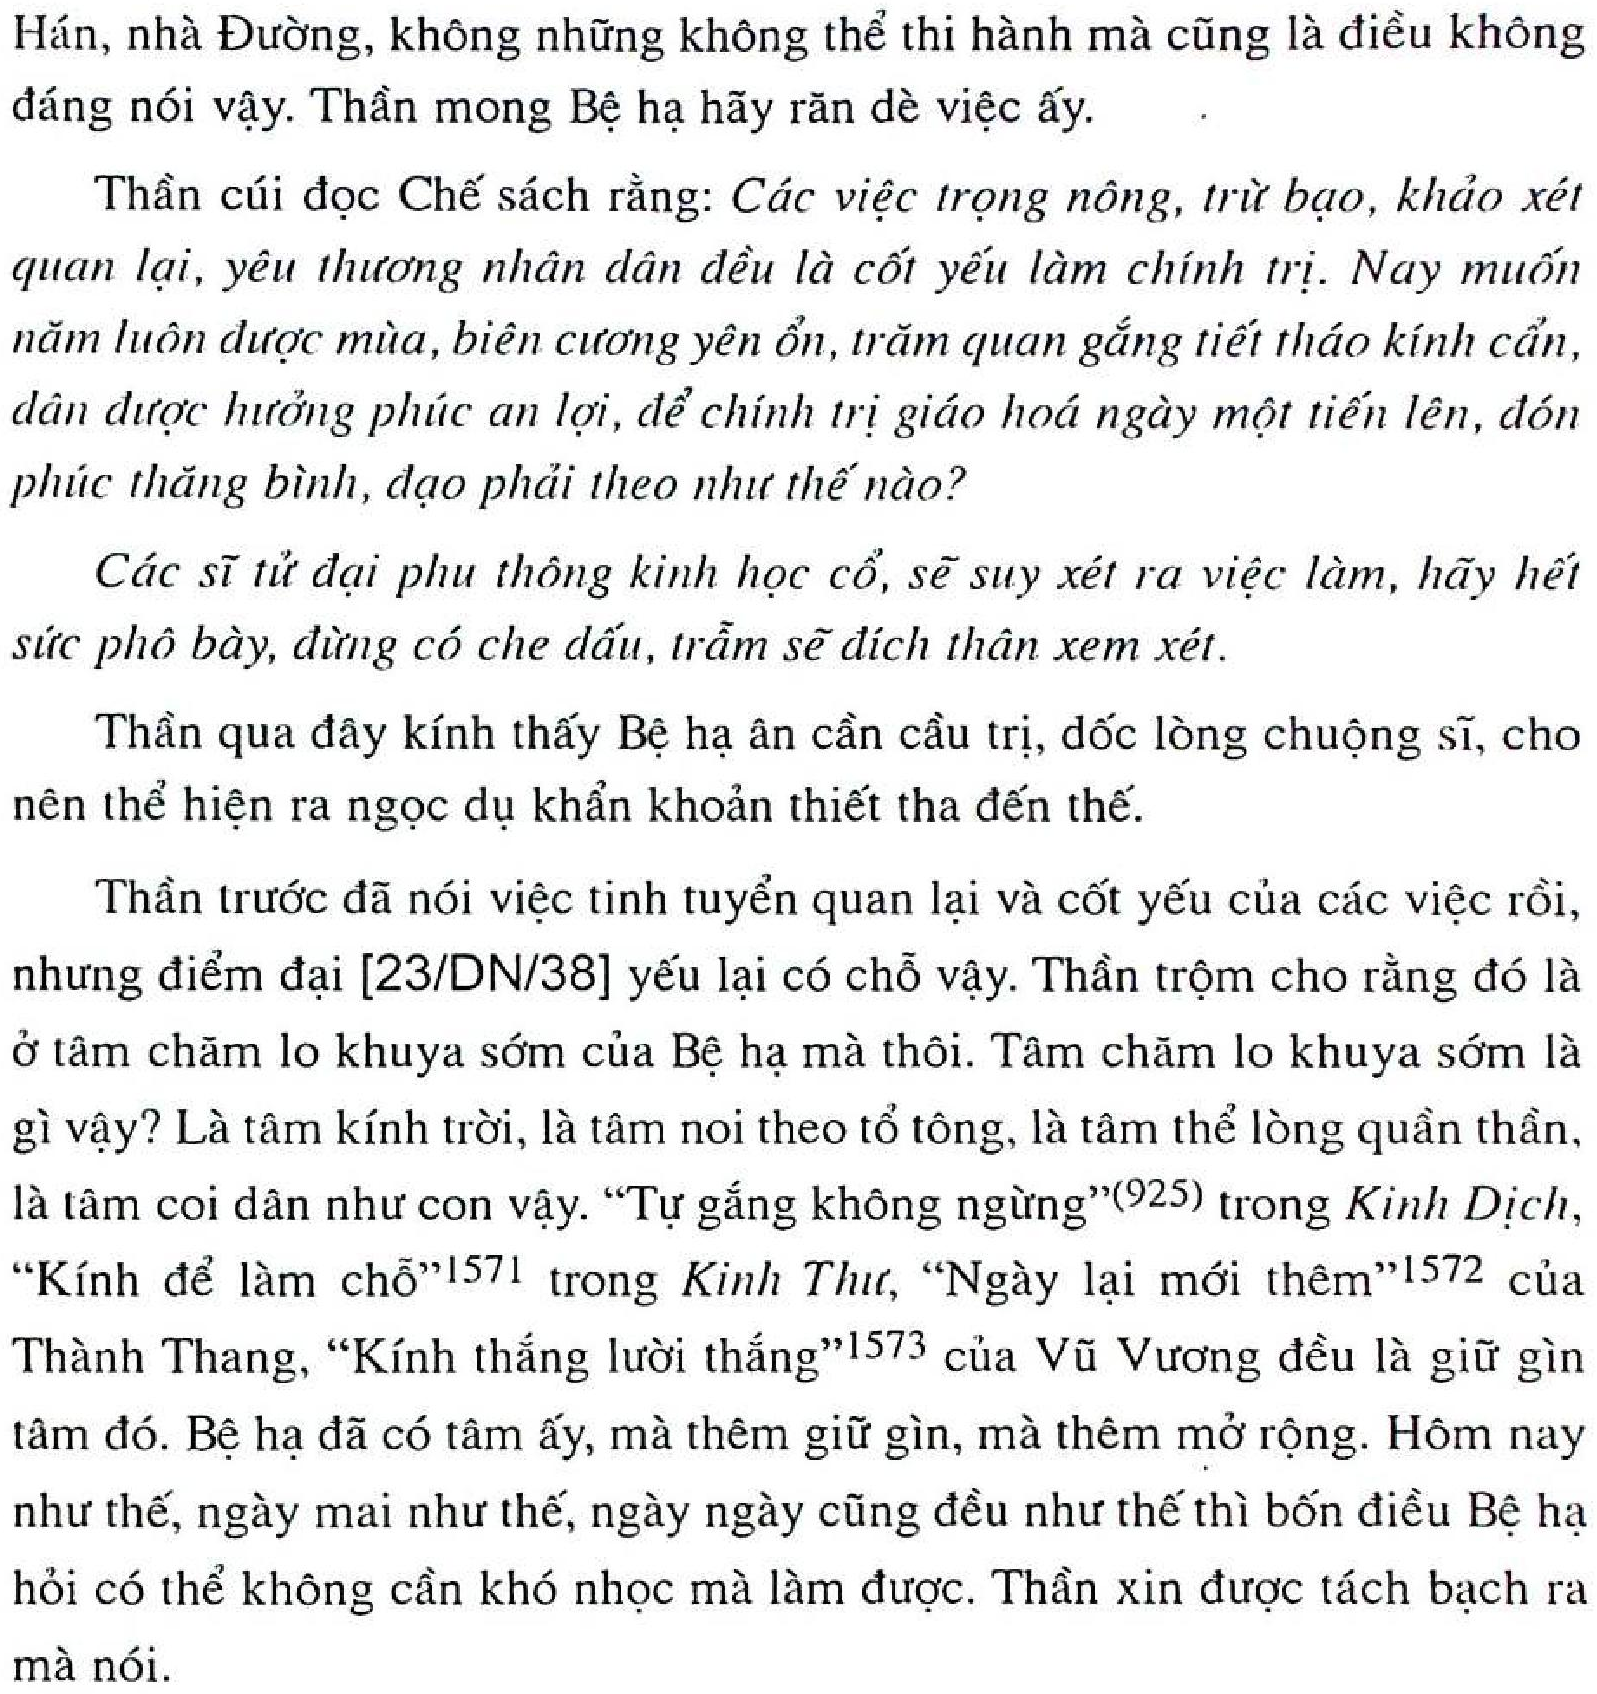 Hán, nhà Đường, không những không thể thi hành mà cũng là điều không
đáng nói vậy. Thần mong Bệ hạ hãy răn dè việc ấy.
Thần cúi đọc Chế sách rằng: Các việc trọng nông, trừ bạo, khảo xét
quan lại, yêu thương nhân dân đều là cốt yếu làm chính trị. Nay muốn
năm luôn được mùa, biên cương yên ổn, trăm quan gắng tiết tháo kính cẩn,
dân được hưởng phúc an lợi, để chính trị giáo hoá ngày một tiến lên, đón
phúc thăng bình, đạo phải theo như thế nào?
Các sĩ tử đại phu thông kinh học cổ, sẽ suy xét ra việc làm, hãy hết
sức phô bày, đừng có che dấu, trẫm sẽ đích thân xem xét.
Thần qua đây kính thấy Bệ hạ ân cần cầu trị, dốc lòng chuộng sĩ, cho
nên thể hiện ra ngọc dụ khẩn khoản thiết tha đến thế.
Thần trước đã nói việc tinh tuyển quan lại và cốt yếu của các việc rồi,
nhưng điểm đại [23/DN/38] yếu lại có chỗ vậy. Thần trộm cho rằng đó là
ở tâm chăm lo khuya sớm của Bệ hạ mà thôi. Tâm chăm lo khuya sớm là
gì vậy? Là tâm kính trời, là tâm noi theo tổ tông, là tâm thể lòng quần thần,
là tâm coi dân như con vậy. “Tự gắng không ngừng”(925) trong Kinh Dịch,
“Kính để làm chỗ”1571 trong Kinh Thư, “Ngày lại mới thêm”1572 của
Thành Thang, “Kính thắng lười thắng”1573 của Vũ Vương đều là giữ gìn
tâm đó. Bệ hạ đã có tâm ấy, mà thêm giữ gìn, mà thêm mở rộng. Hôm nay
như thế, ngày mai như thế, ngày ngày cũng đều như thế thì bốn điều Bệ hạ
hỏi có thể không cần khó nhọc mà làm được. Thần xin được tách bạch ra
mà nói.